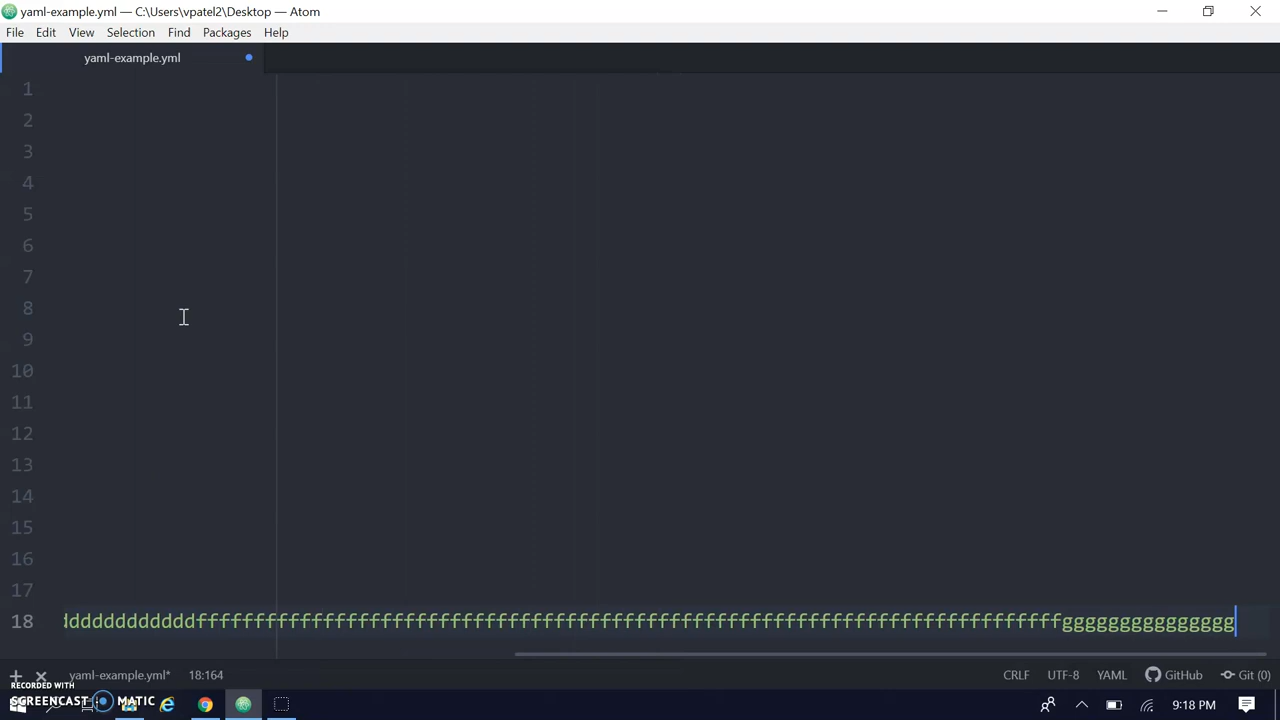 yaml-example.yml — C:\Users\vpatel2\Desktop — Atom
File Edit View Selection Find Packages Help
yaml-example.yml
1
2
3
4
5
6
7
8
9
10
11
12
13
14
15
16
17
18 ddddddddddddfffffffffffffffffffffffffffffffffffffffffffffffffffffffffffffffffffffffffffggggggggggggggg
yaml-example.yml* 18:164 CRLF UTF-8 YAML GitHub Git (0)
RECORDED WITH
SCREENCAST MATIC
9:18 PM